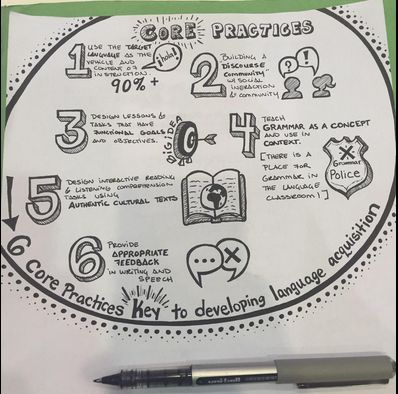 CORE PRACTICES
1 USE THE TARGET
LANGUAGE AS THE
VEHICLE AND
CONTENT OF
INSTRUCTION.
90% +
¡hola!
2 BUILDING A
"DISCOURSE
COMMUNITY"
W/ SOCIAL
INTERACTION
& COMMUNITY
?
!
3 DESIGN LESSONS &
TASKS THAT HAVE
FUNCTIONAL GOALS
AND OBJECTIVES.
BIG IDEA
4 TEACH
GRAMMAR AS A CONCEPT
AND USE IN
CONTEXT.
[THERE IS A
PLACE FOR
GRAMMAR IN
THE LANGUAGE
CLASSROOM!]
GRAMMAR
Police
5 DESIGN INTERACTIVE READING
& LISTENING COMPREHENSION
TASKS USING
AUTHENTIC CULTURAL TEXTS
6 PROVIDE
APPROPRIATE
FEEDBACK
IN WRITING AND
SPEECH
6 Core Practices Key to developing language acquisition